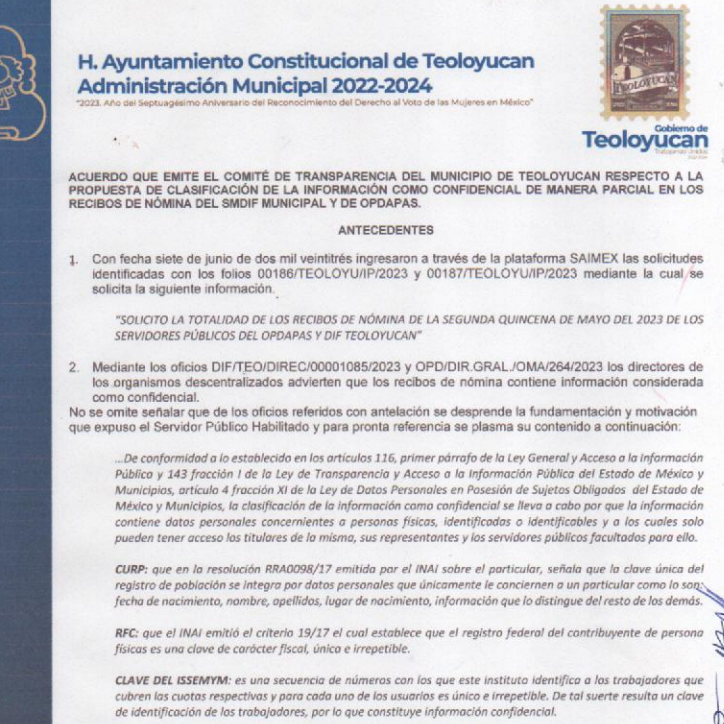 H. Ayuntamiento Constitucional de Teoloyucan
Administración Municipal 2022-2024
"2023. Año del Septuagésimo Aniversario del Reconocimiento del Derecho al Voto de las Mujeres en México"
TEOLOYUCAN
Gobierno de
Teoloyucan
ACUERDO QUE EMITE EL COMITÉ DE TRANSPARENCIA DEL MUNICIPIO DE TEOLOYUCAN RESPECTO A LA
PROPUESTA DE CLASIFICACIÓN DE LA INFORMACIÓN COMO CONFIDENCIAL DE MANERA PARCIAL EN LOS
RECIBOS DE NÓMINA DEL SMDIF MUNICIPAL Y DE OPDAPAS.
ANTECEDENTES
1. Con fecha siete de junio de dos mil veintitrés ingresaron a través de la plataforma SAIMEX las solicitudes
identificadas con los folios 00186/TEOLOYU/IP/2023 y 00187/TEOLOYU/IP/2023 mediante la cual se
solicita la siguiente información.
"SOLICITO LA TOTALIDAD DE LOS RECIBOS DE NÓMINA DE LA SEGUNDA QUINCENA DE MAYO DEL 2023 DE LOS
SERVIDORES PÚBLICOS DEL OPDAPAS Y DIF TEOLOYUCAN"
2. Mediante los oficios DIF/TEO/DIREC/00001085/2023 y OPD/DIR.GRAL./OMA/264/2023 los directores de
los organismos descentralizados advierten que los recibos de nómina contiene información considerada
como confidencial.
No se omite señalar que de los oficios referidos con antelación se desprende la fundamentación y motivación
que expuso el Servidor Público Habilitado y para pronta referencia se plasma su contenido a continuación:
...De conformidad a lo establecido en los artículos 116, primer párrafo de la Ley General y Acceso a la Información
Pública y 143 fracción I de la Ley de Transparencia y Acceso a la Información Pública del Estado de México y
Municipios, artículo 4 fracción XI de la Ley de Datos Personales en Posesión de Sujetos Obligados del Estado de
México y Municipios, la clasificación de la información como confidencial se lleva a cabo por que la información
contiene datos personales concernientes a personas físicas, identificadas o identificables y a los cuales solo
pueden tener acceso los titulares de la misma, sus representantes y los servidores públicos facultados para ello.
CURP: que en la resolución RRA0098/17 emitida por el INAI sobre el particular, señala que la clave única del
registro de población se integra por datos personales que únicamente le conciernen a un particular como lo son:
fecha de nacimiento, nombre, apellidos, lugar de nacimiento, información que lo distingue del resto de los demás.
RFC: que el INAI emitió el criterio 19/17 el cual establece que el registro federal del contribuyente de persona
físicas es una clave de carácter fiscal, única e irrepetible.
CLAVE DEL ISSEMYM: es una secuencia de números con los que este instituto identifica a los trabajadores que
cubren las cuotas respectivas y para cada uno de los usuarios es único e irrepetible. De tal suerte resulta un clave
de identificación de los trabajadores, por lo que constituye información confidencial.